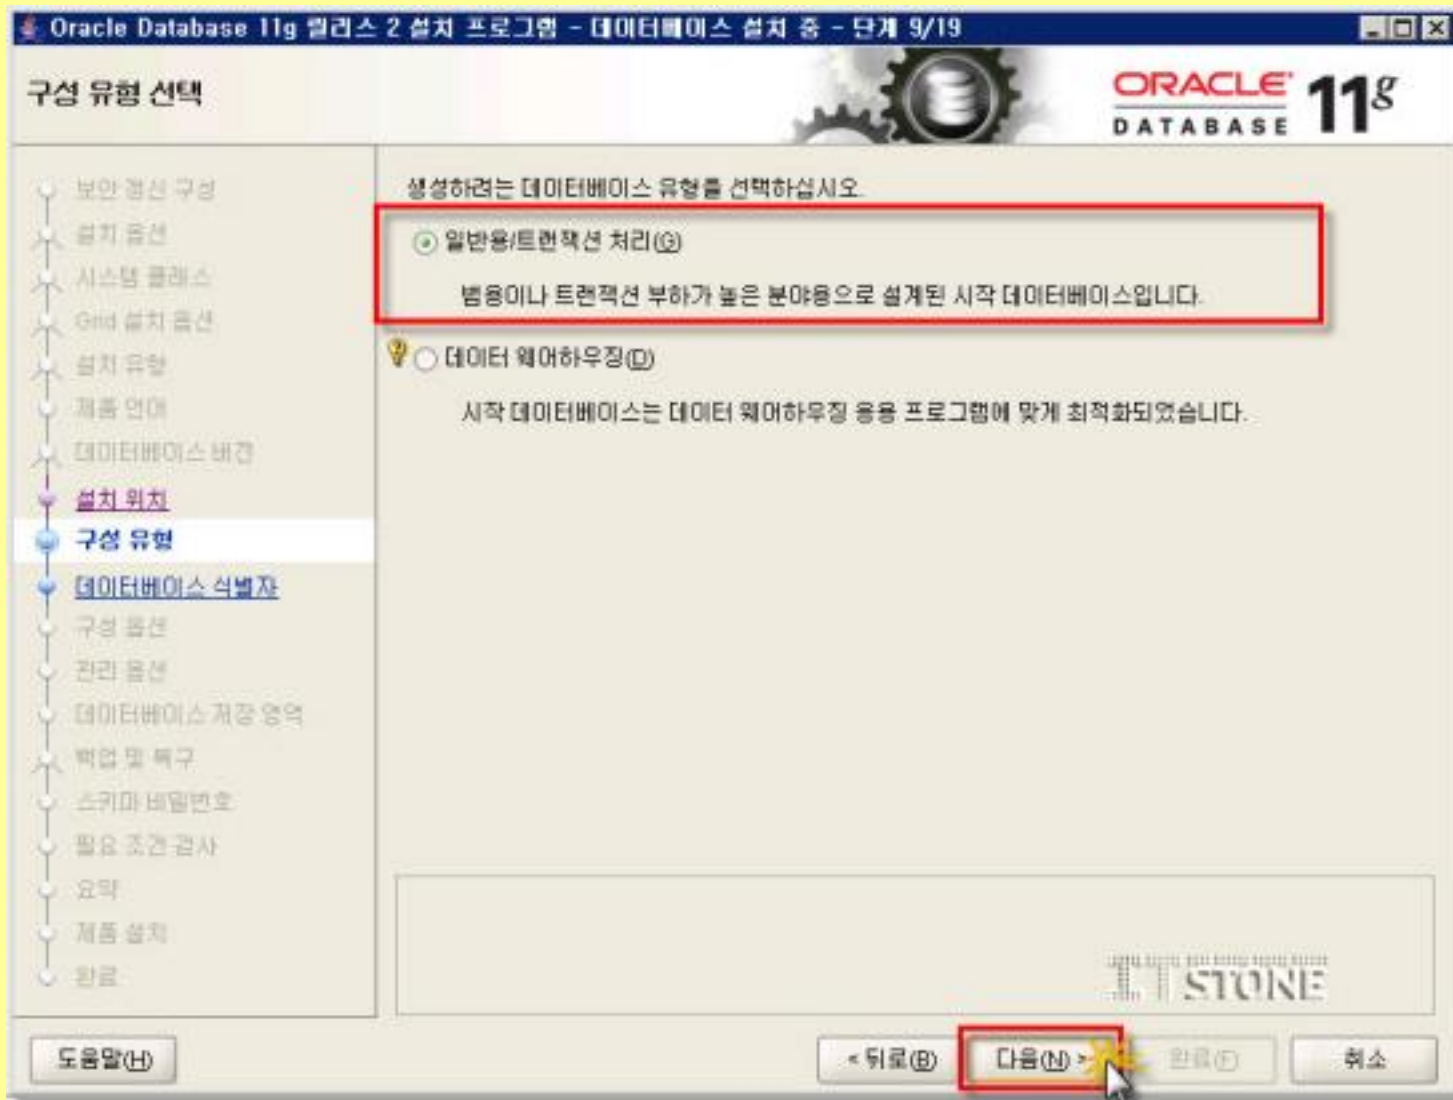 Oracle Database 11g 릴리스 2 설치 프로그램 - 데이터베이스 설치 중 - 단계 9/19
구성 유형 선택
ORACLE DATABASE 11g
보안 갱신 구성
설치 옵션
시스템 클래스
Grid 설치 옵션
설치 유형
제품 언어
데이터베이스 버전
설치 위치
구성 유형
데이터베이스 식별자
구성 옵션
관리 옵션
데이터베이스 저장 영역
백업 및 복구
스키마 비밀번호
필요 조건 검사
요약
제품 설치
완료
생성하려는 데이터베이스 유형을 선택하십시오.
일반용/트랜잭션 처리(G)
범용이나 트랜잭션 부하가 높은 분야용으로 설계된 시작 데이터베이스입니다.
데이터 웨어하우징(D)
시작 데이터베이스는 데이터 웨어하우징 응용 프로그램에 맞게 최적화되었습니다.
IT STONE
도움말(H)
< 뒤로(B)
다음(N) >
완료(F)
취소